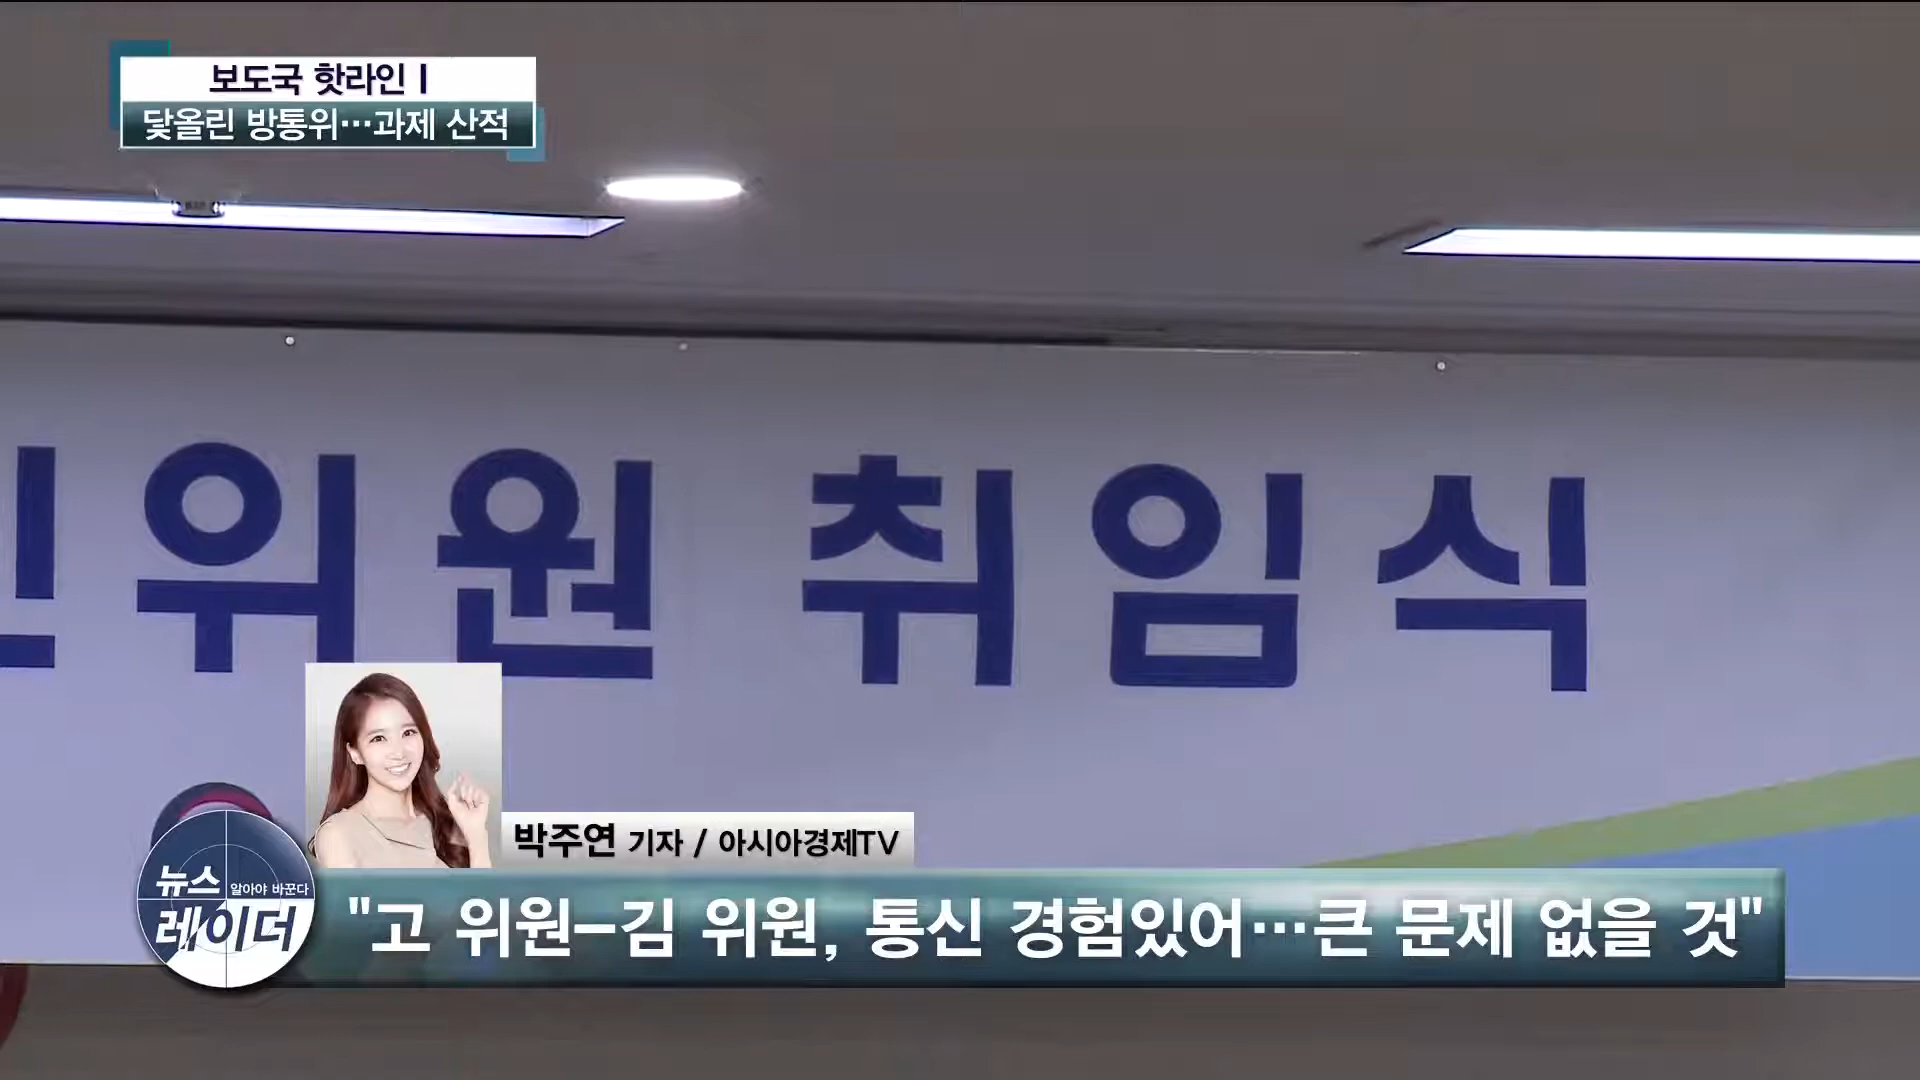 보도국 핫라인 I
닻올린 방통위…과제 산적
위원 취임식
박주연 기자 / 아시아경제TV
뉴스 알아야 바꾼다
레이더
"고 위원-김 위원, 통신 경험있어…큰 문제 없을 것"